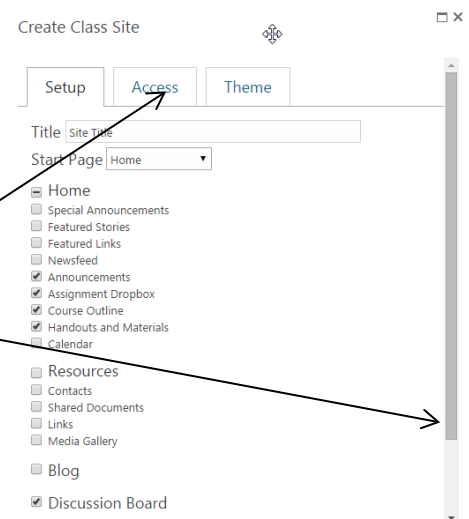 Create Class Site
Setup Access Theme
Title Site Title
Start Page Home
Home
Special Announcements
Featured Stories
Featured Links
Newsfeed
Announcements
Assignment Dropbox
Course Outline
Handouts and Materials
Calendar
Resources
Contacts
Shared Documents
Links
Media Gallery
Blog
Discussion Board